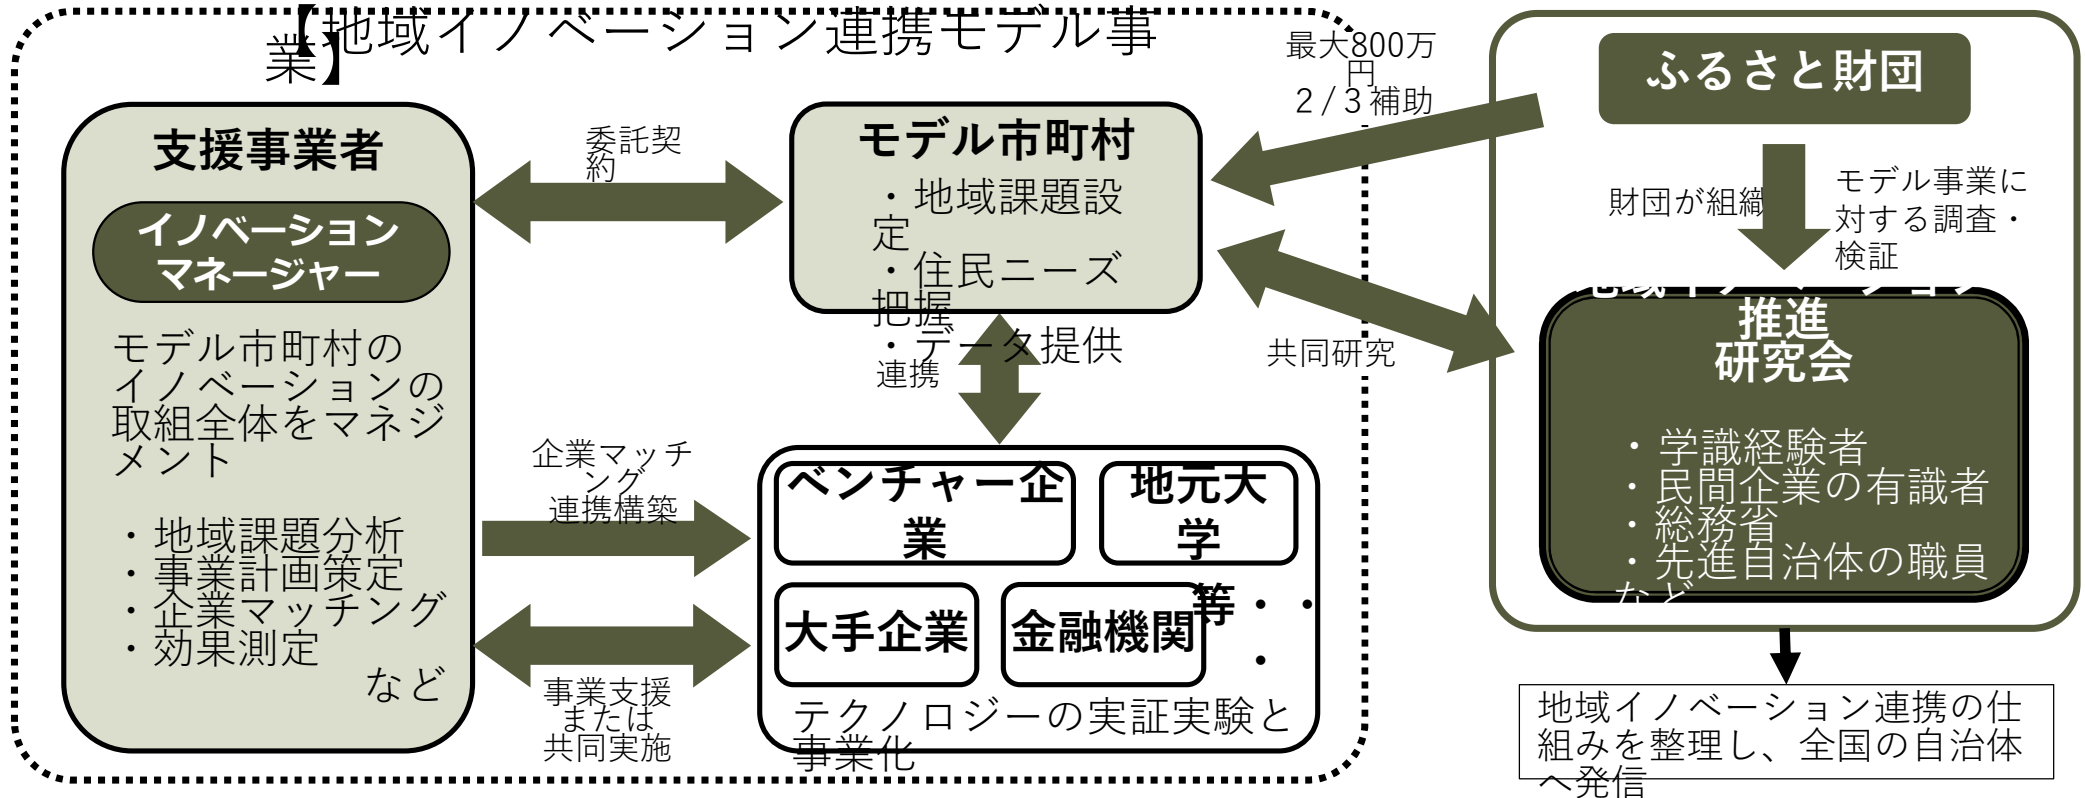 【地域イノベーション連携モデル事
業】
支援事業者
イノベーション
マネージャー
モデル市町村の
イノベーションの
取組全体をマネジ
メント
・地域課題分析
・事業計画策定
・企業マッチング
・効果測定
など
委託契
約
モデル市町村
・地域課題設
定
・住民ニーズ
把握
・データ提供
連携
企業マッチ
ング
連携構築
事業支援
または
共同実施
ベンチャー企
業
地元大
学
大手企業
金融機関
等・・
・
テクノロジーの実証実験と
事業化
最大800万
円
２/３補助
共同研究
ふるさと財団
財団が組織
モデル事業に
対する調査・
検証
地域イノベーション
推進
研究会
・学識経験者
・民間企業の有識者
・総務省
・先進自治体の職員
など
地域イノベーション連携の仕
組みを整理し、全国の自治体
へ発信